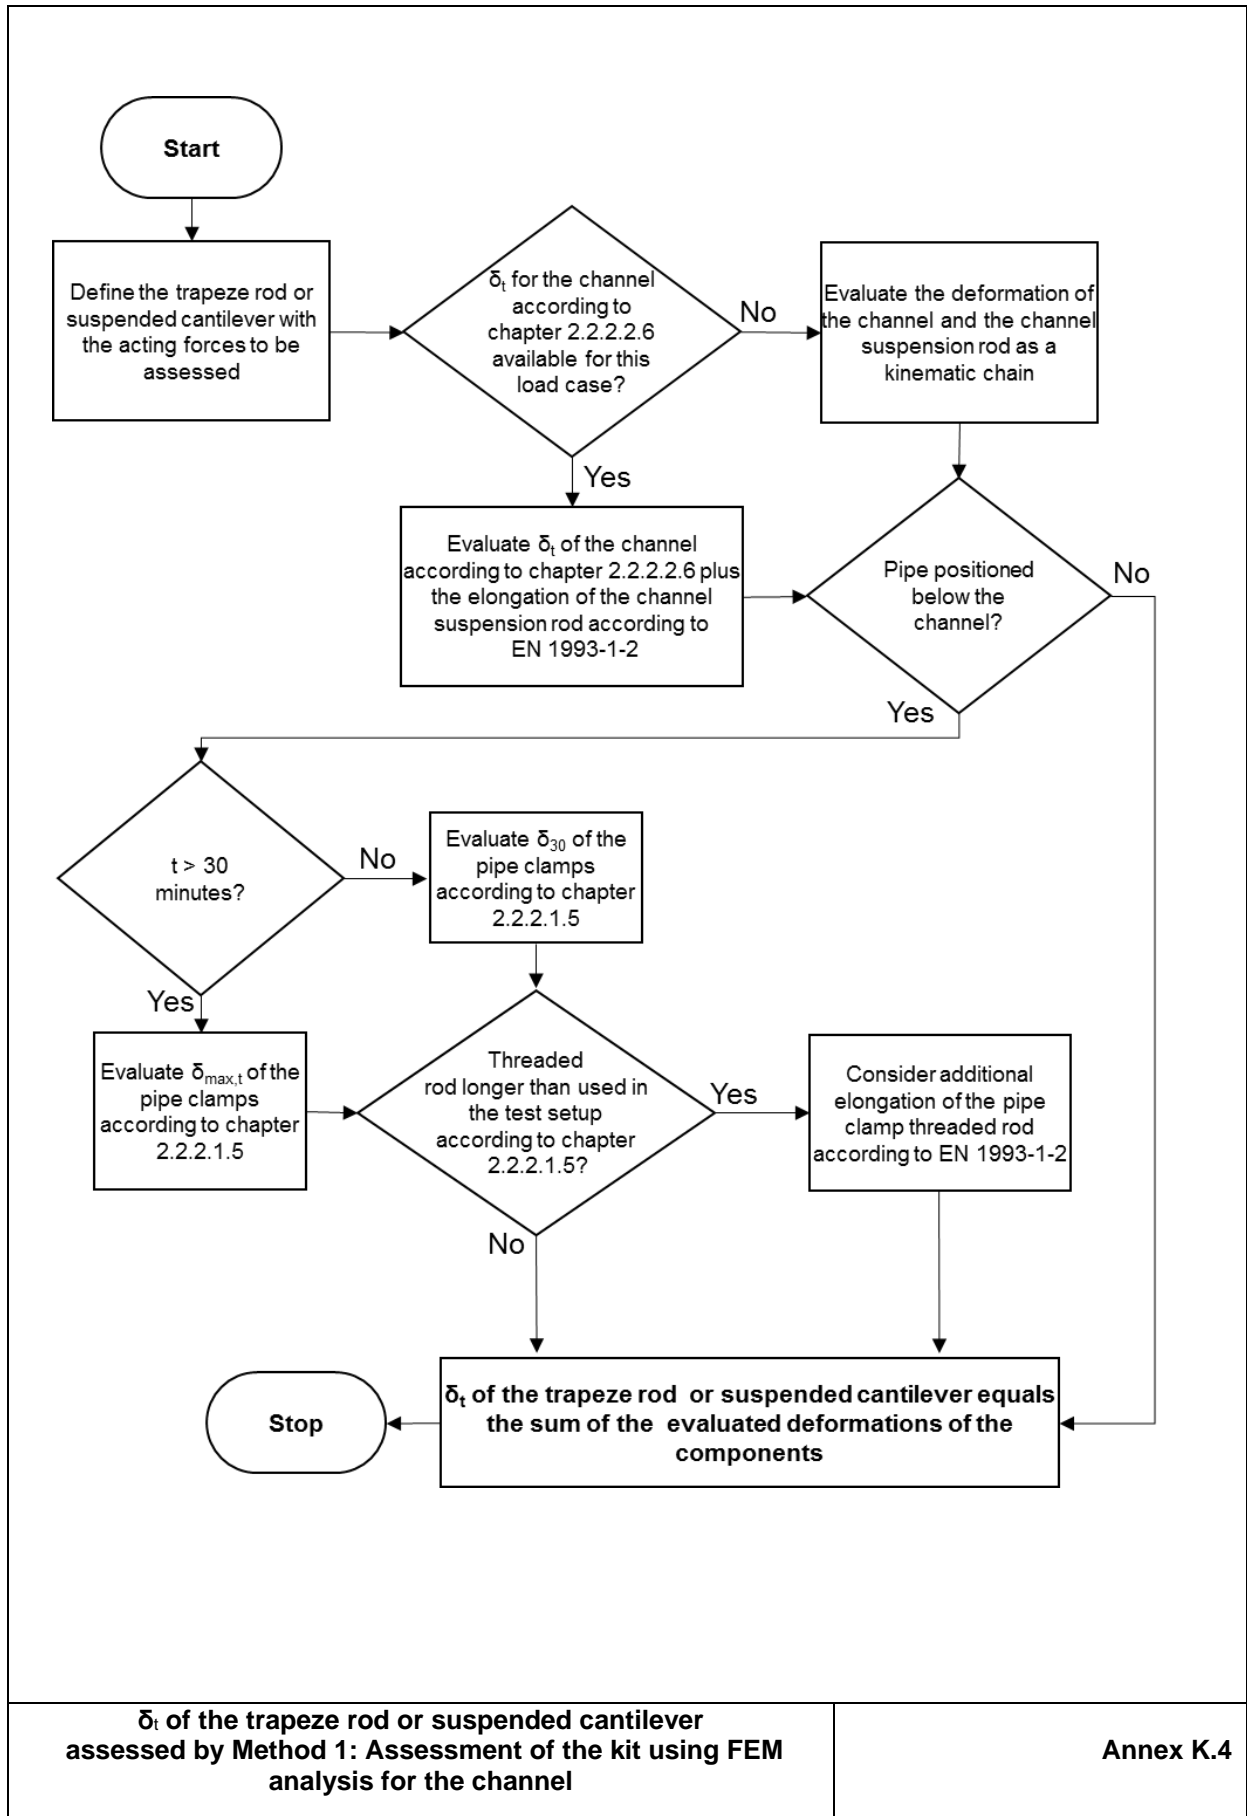 Start
Define the trapeze rod or
suspended cantilever with
the acting forces to be
assessed
δt for the channel
according to
chapter 2.2.2.2.6
available for this
load case?
No
Evaluate the deformation of
the channel and the channel
suspension rod as a
kinematic chain
Yes
Evaluate δt of the channel
according to chapter 2.2.2.2.6 plus
the elongation of the channel
suspension rod according to
EN 1993-1-2
Pipe positioned
below the
channel?
No
Yes
t > 30
minutes?
No
Evaluate δ30 of the
pipe clamps
according to chapter
2.2.2.1.5
Yes
Evaluate δmax,t of the
pipe clamps
according to chapter
2.2.2.1.5
Threaded
rod longer than used in
the test setup
according to chapter
2.2.2.1.5?
Yes
Consider additional
elongation of the pipe
clamp threaded rod
according to EN 1993-1-2
No
δt of the trapeze rod or suspended cantilever equals
the sum of the evaluated deformations of the
components
Stop
δt of the trapeze rod or suspended cantilever
assessed by Method 1: Assessment of the kit using FEM
analysis for the channel
Annex K.4